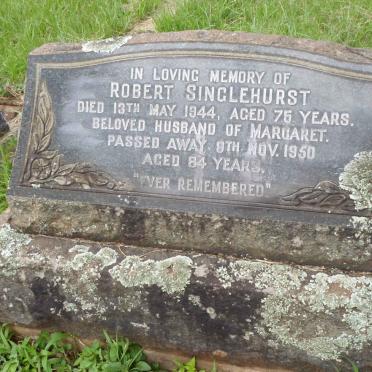 IN LOVING MEMORY OF
ROBERT SINGLEHURST
DIED 13TH MAY 1944, AGED 75 YEARS.
BELOVED HUSBAND OF MARGARET.
PASSED AWAY 9TH NOV. 1950
AGED 84 YEARS.
"EVER REMEMBERED"